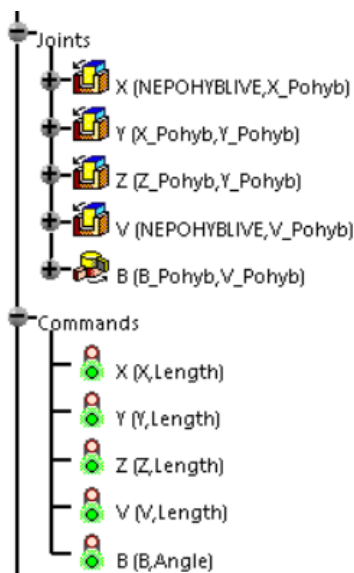 Joints
X (NEPOHYBLIVE,X_Pohyb)
Y (X_Pohyb,Y_Pohyb)
Z (Z_Pohyb,Y_Pohyb)
V (NEPOHYBLIVE,V_Pohyb)
B (B_Pohyb,V_Pohyb)
Commands
X (X,Length)
Y (Y,Length)
Z (Z,Length)
V (V,Length)
B (B,Angle)